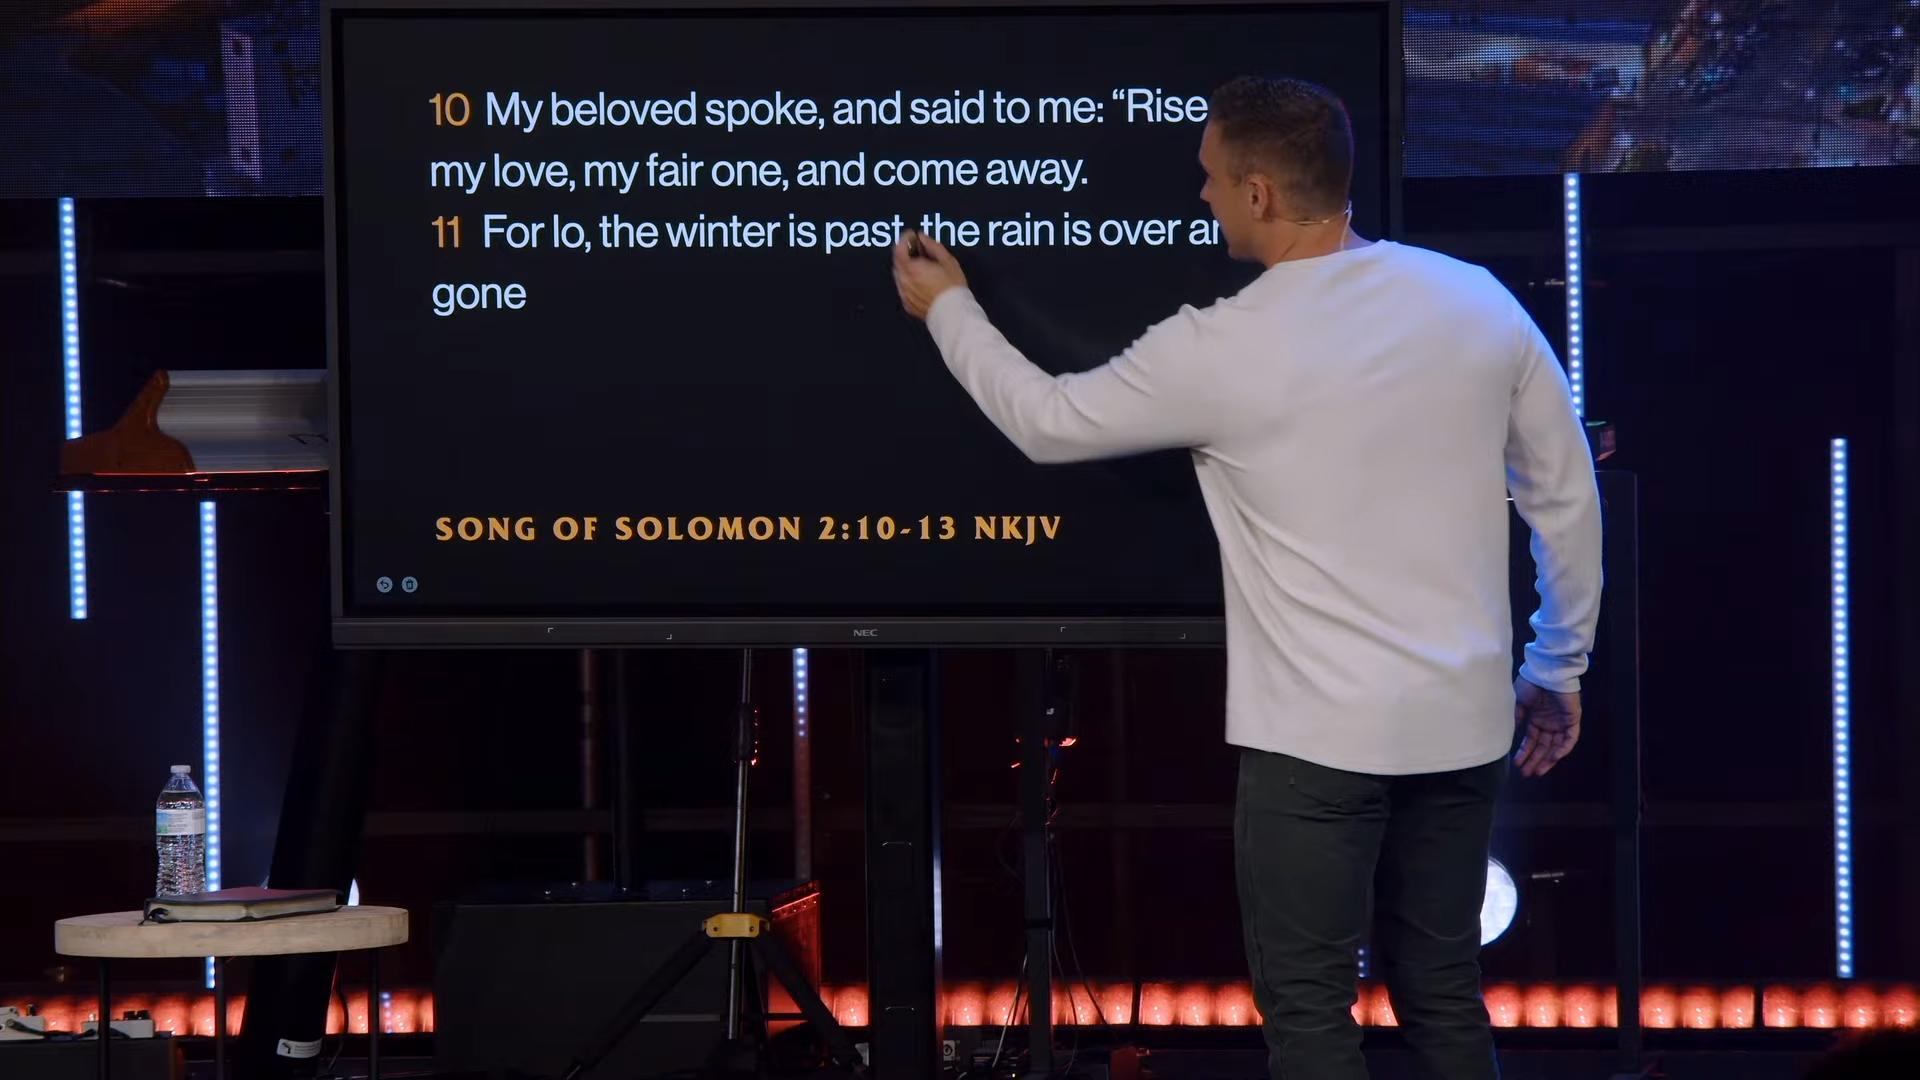 10 My beloved spoke, and said to me: “Rise
my love, my fair one, and come away.
11 For lo, the winter is past, the rain is over
gone
SONG OF SOLOMON 2:10-13 NKJV
NEC